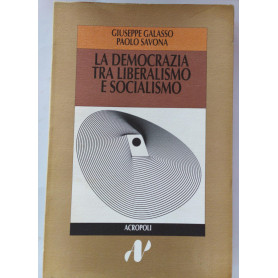 GIUSEPPE GALASSO
PAOLO SAVONA
LA DEMOCRAZIA
TRA LIBERALISMO
E SOCIALISMO
ACROPOLI